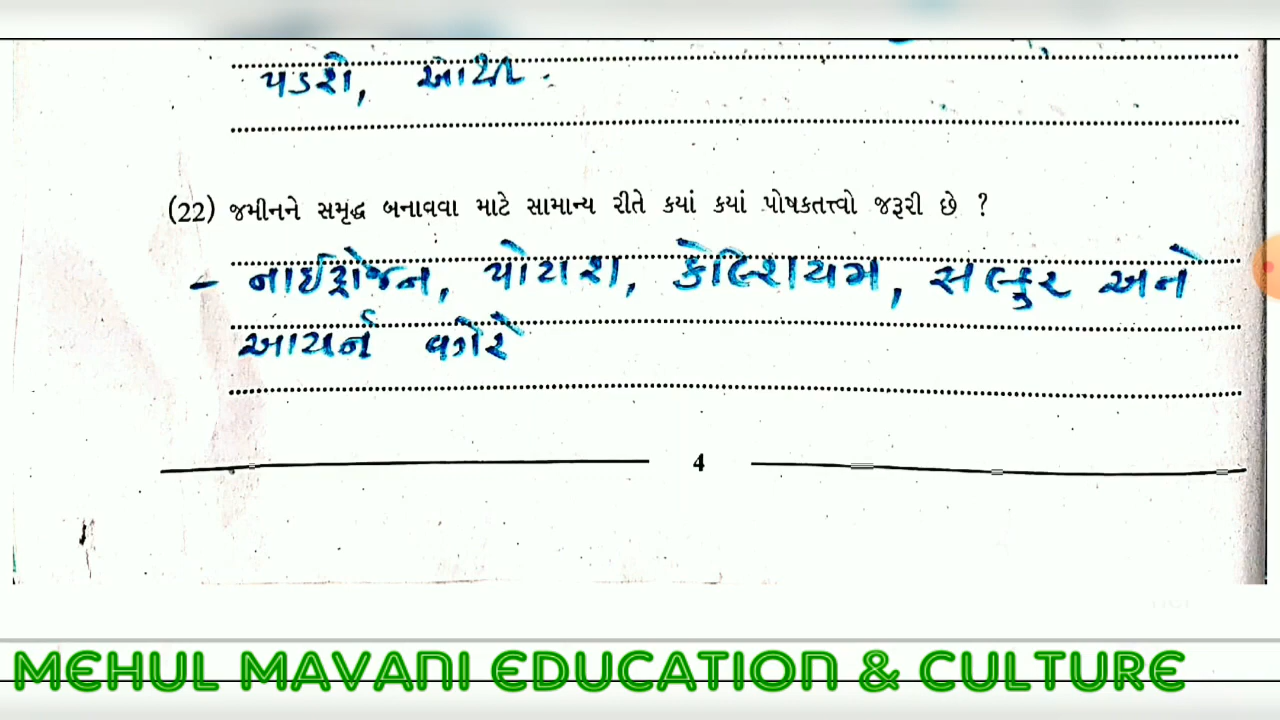 પડશે, આથી.
(22) જમીનને સમૃદ્ધ બનાવવા માટે સામાન્ય રીતે કયાં કયાં પોષકતત્ત્વો જરૂરી છે ?
- નાઈટ્રોજન, પોટાશ, કેલ્શિયમ, સલ્ફર અને
આયર્ન વગેરે
4
MEHUL MAVANI EDUCATION & CULTURE